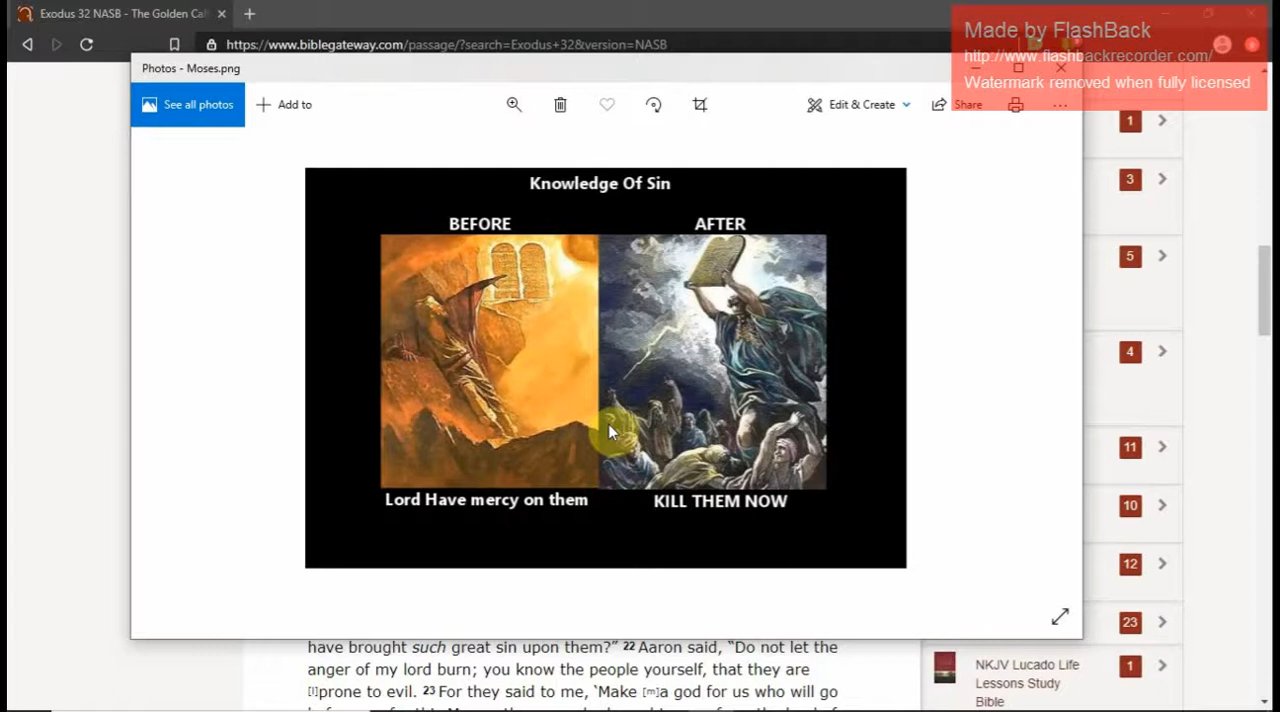 Exodus 32 NASB - The Golden Cal
Made by FlashBack
https://www.biblegateway.com/passage/?search=Exodus+32&version=NASB
http://www.flashbackrecorder.com/
Photos - Moses.png
Watermark removed when fully licensed
See all photos
Add to
Edit & Create
Share
1
3
5
4
11
10
12
23
1
Knowledge Of Sin
BEFORE
AFTER
Lord Have mercy on them
KILL THEM NOW
have brought such great sin upon them?” 22 Aaron said, “Do not let the
anger of my lord burn; you know the people yourself, that they are
[l]prone to evil. 23 For they said to me, ‘Make [m]a god for us who will go
NKJV Lucado Life
Lessons Study
Bible